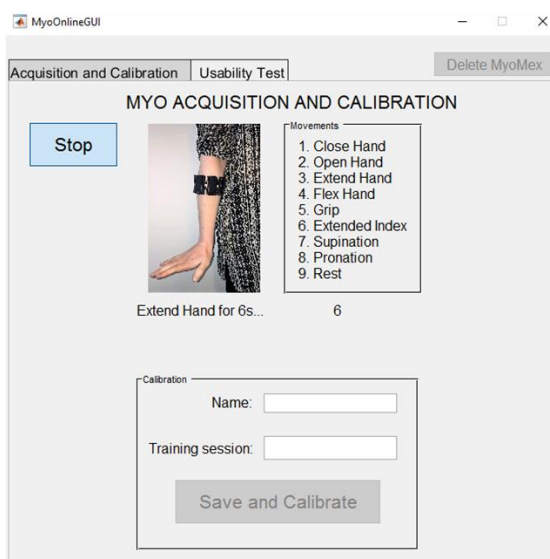 MyoOnlineGUI
Delete MyoMex
Acquisition and Calibration
Usability Test
MYO ACQUISITION AND CALIBRATION
Stop
Movements
1. Close Hand
2. Open Hand
3. Extend Hand
4. Flex Hand
5. Grip
6. Extended Index
7. Supination
8. Pronation
9. Rest
Extend Hand for 6s...
6
Calibration
Name:
Training session:
Save and Calibrate